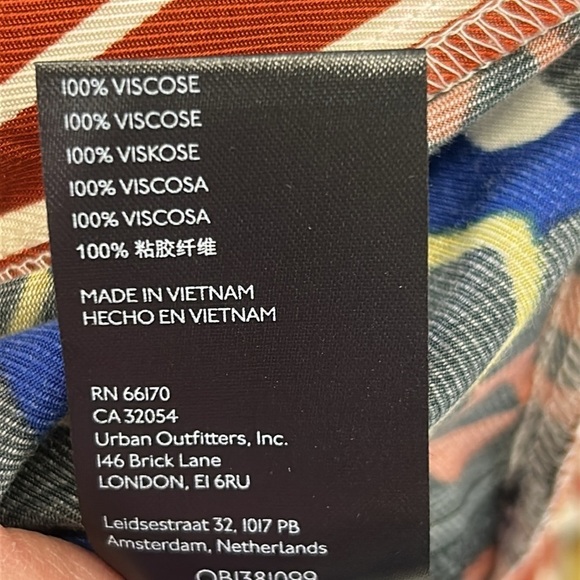 100% VISCOSE
100% VISCOSE
100% VISKOSE
100% VISCOSA
100% VISCOSA
100% 粘胶纤维
MADE IN VIETNAM
HECHO EN VIETNAM
RN 66170
CA 32054
Urban Outfitters, Inc.
146 Brick Lane
LONDON, E1 6RU
Leidsestraat 32, 1017 PB
Amsterdam, Netherlands
OB1381099